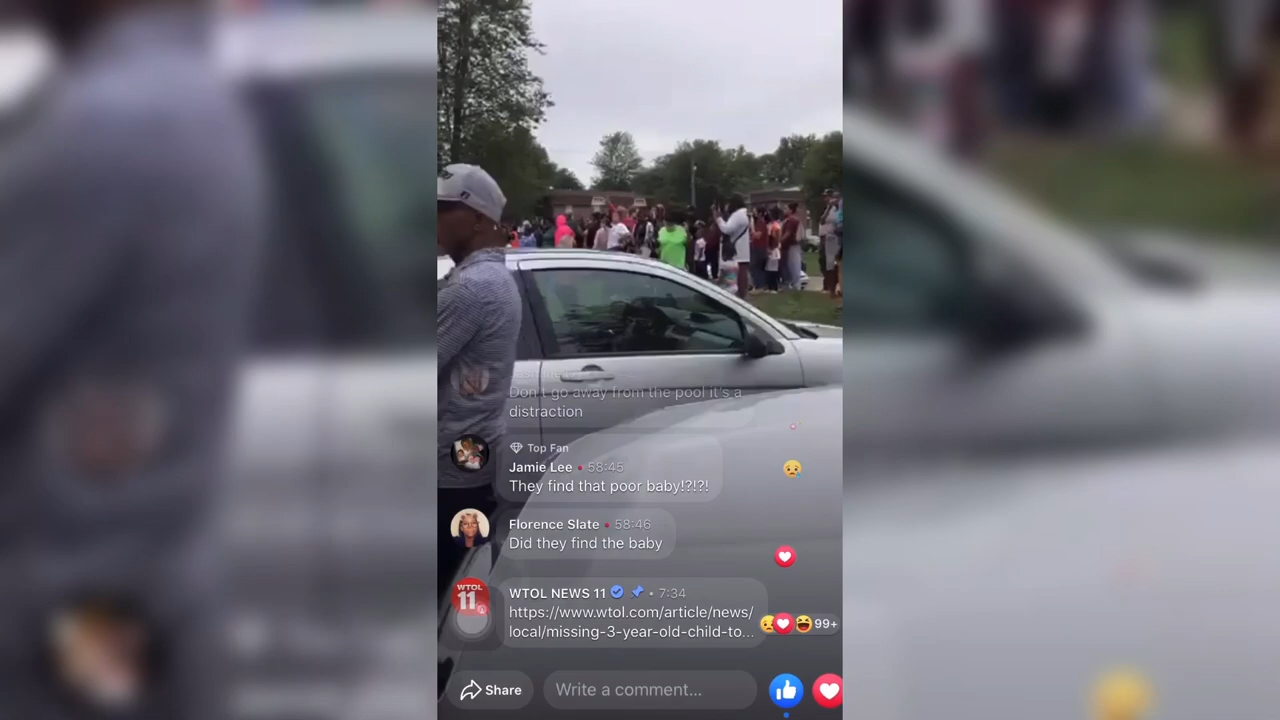 Don't go away from the pool it's a
distraction
Top Fan
Jamie Lee • 58:45
They find that poor baby!?!?!
Florence Slate • 58:46
Did they find the baby
WTOL
11
WTOL NEWS 11 • 7:34
https://www.wtol.com/article/news/
local/missing-3-year-old-child-to...
99+
Share
Write a comment...